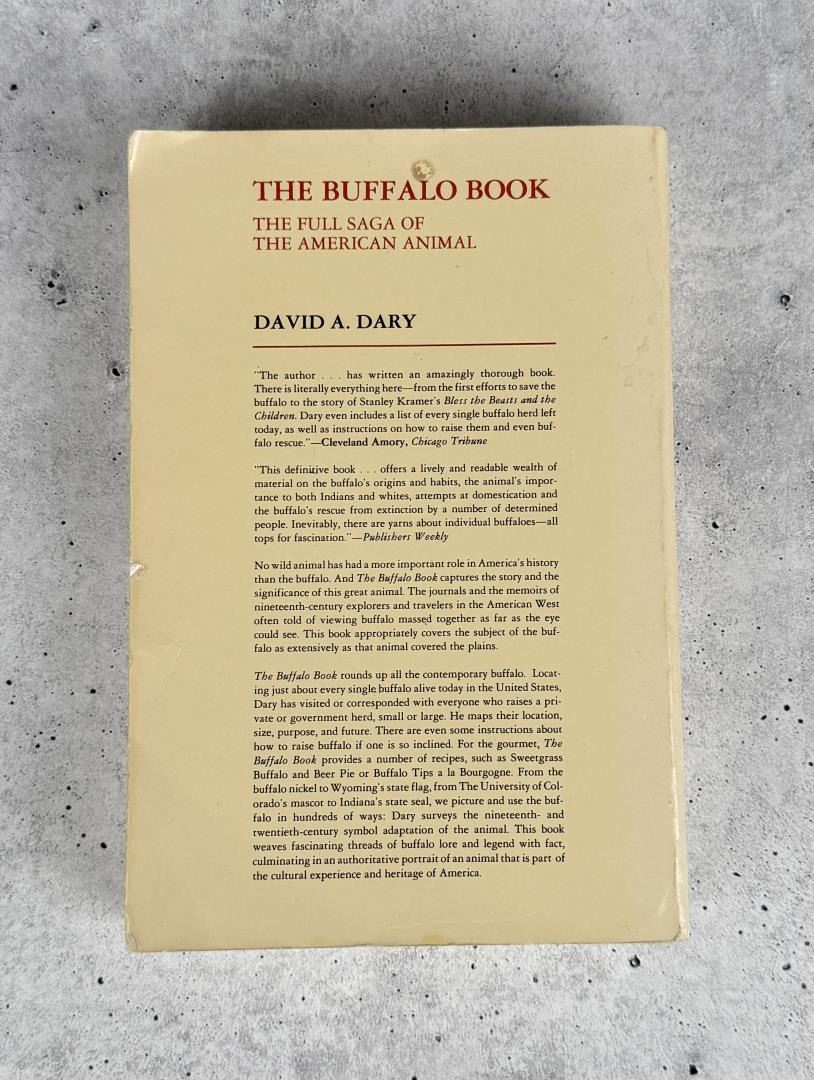 THE BUFFALO BOOK
THE FULL SAGA OF
THE AMERICAN ANIMAL
DAVID A. DARY
"The author . . . has written an amazingly thorough book.
There is literally everything here—from the first efforts to save the
buffalo to the story of Stanley Kramer's Bless the Beasts and the
Children. Dary even includes a list of every single buffalo herd left
today, as well as instructions on how to raise them and even buf-
falo rescue."—Cleveland Amory, Chicago Tribune
"This definitive book . . . offers a lively and readable wealth of
material on the buffalo's origins and habits, the animal's impor-
tance to both Indians and whites, attempts at domestication and
the buffalo's rescue from extinction by a number of determined
people. Inevitably, there are yarns about individual buffaloes—all
tops for fascination."—Publishers Weekly
No wild animal has had a more important role in America's history
than the buffalo. And The Buffalo Book captures the story and the
significance of this great animal. The journals and the memoirs of
nineteenth-century explorers and travelers in the American West
often told of viewing buffalo massed together as far as the eye
could see. This book appropriately covers the subject of the buf-
falo as extensively as that animal covered the plains.
The Buffalo Book rounds up all the contemporary buffalo. Locat-
ing just about every single buffalo alive today in the United States,
Dary has visited or corresponded with everyone who raises a pri-
vate or government herd, small or large. He maps their location,
size, purpose, and future. There are even some instructions about
how to raise buffalo if one is so inclined. For the gourmet, The
Buffalo Book provides a number of recipes, such as Sweetgrass
Buffalo and Beer Pie or Buffalo Tips a la Bourgogne. From the
buffalo nickel to Wyoming's state flag, from The University of Col-
orado's mascot to Indiana's state seal, we picture and use the buf-
falo in hundreds of ways: Dary surveys the nineteenth- and
twentieth-century symbol adaptation of the animal. This book
weaves fascinating threads of buffalo lore and legend with fact,
culminating in an authoritative portrait of an animal that is part of
the cultural experience and heritage of America.